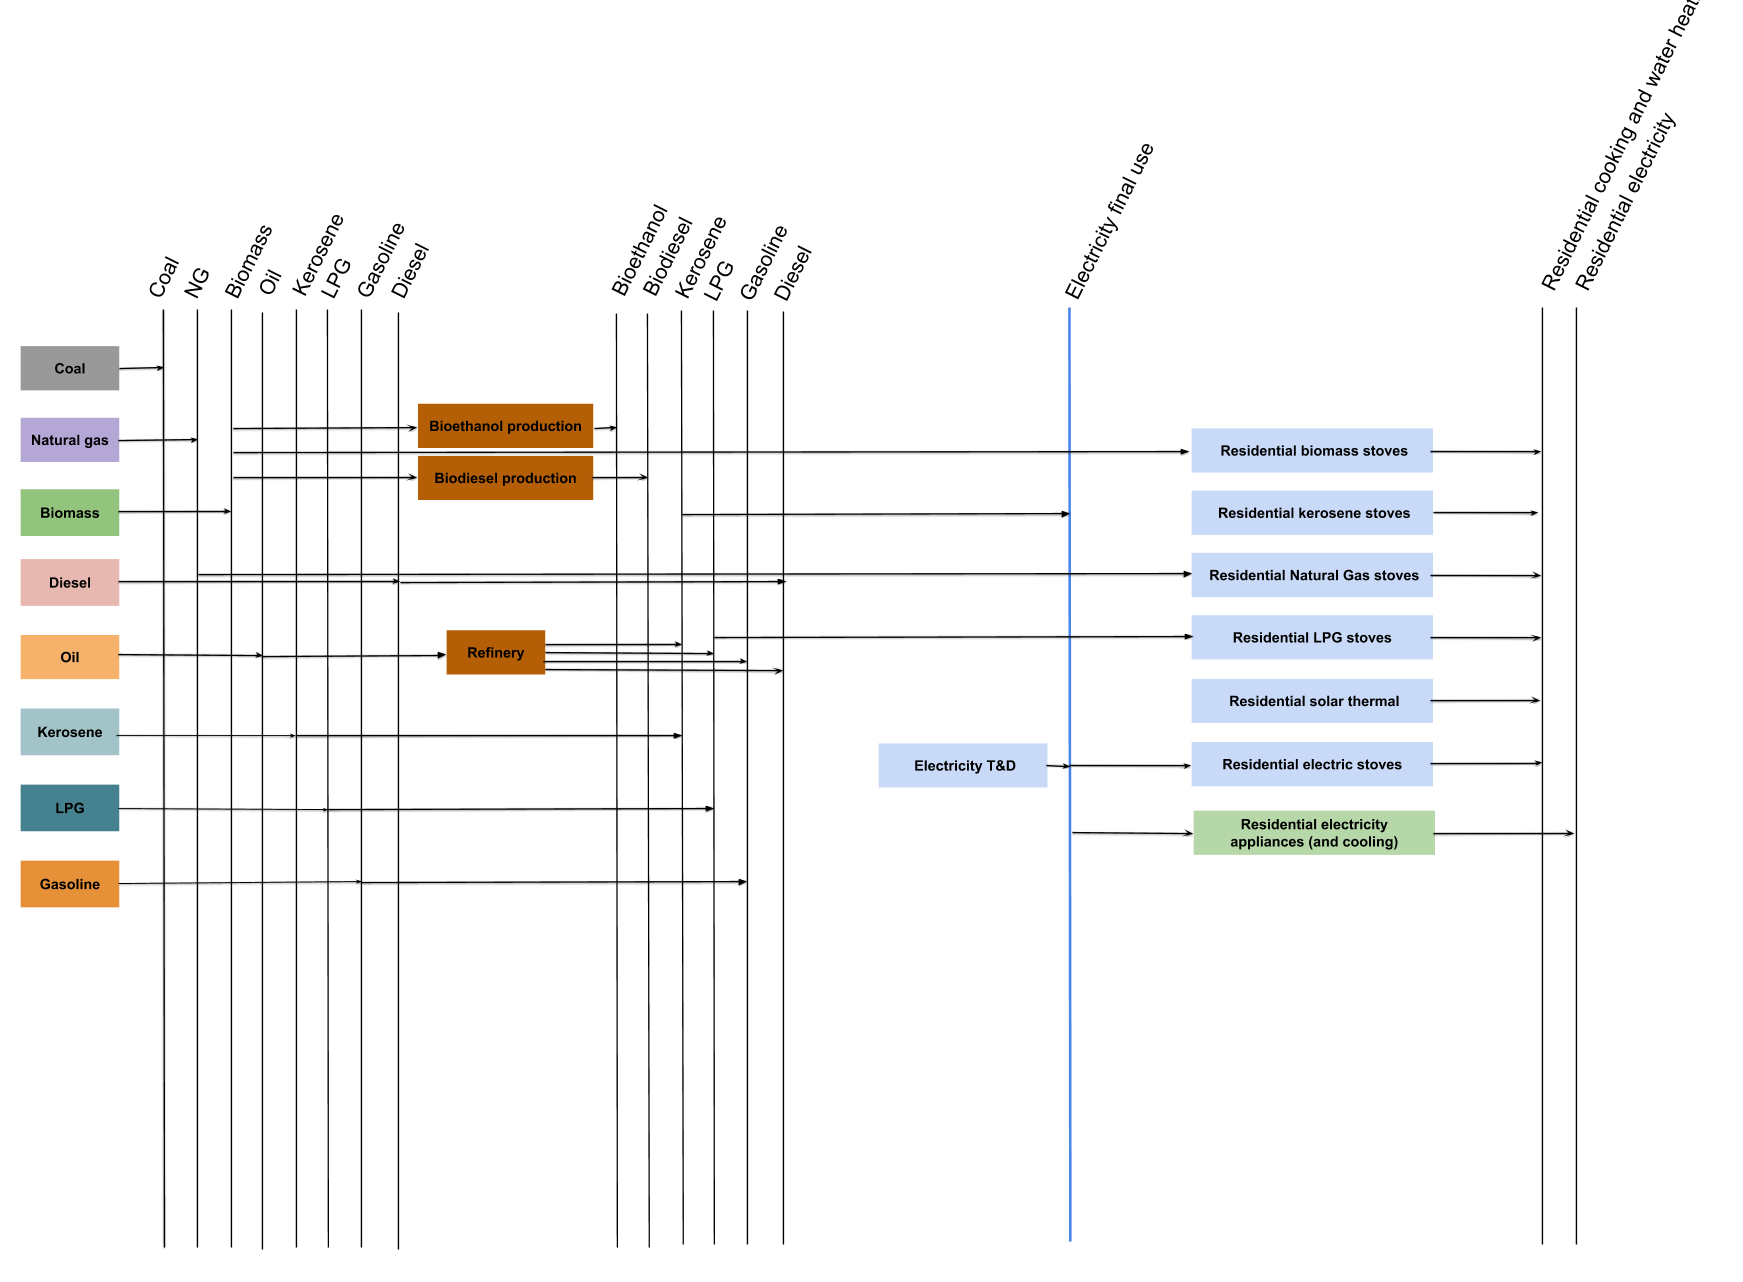 Coal
NG
Biomass
Oil
Kerosene
LPG
Gasoline
Diesel
Bioethanol
Biodiesel
Kerosene
LPG
Gasoline
Diesel
Electricity final use
Residential cooking and water heat
Residential electricity
Coal
Natural gas
Biomass
Diesel
Oil
Kerosene
LPG
Gasoline
Bioethanol production
Biodiesel production
Refinery
Electricity T&D
Residential biomass stoves
Residential kerosene stoves
Residential Natural Gas stoves
Residential LPG stoves
Residential solar thermal
Residential electric stoves
Residential electricity
appliances (and cooling)